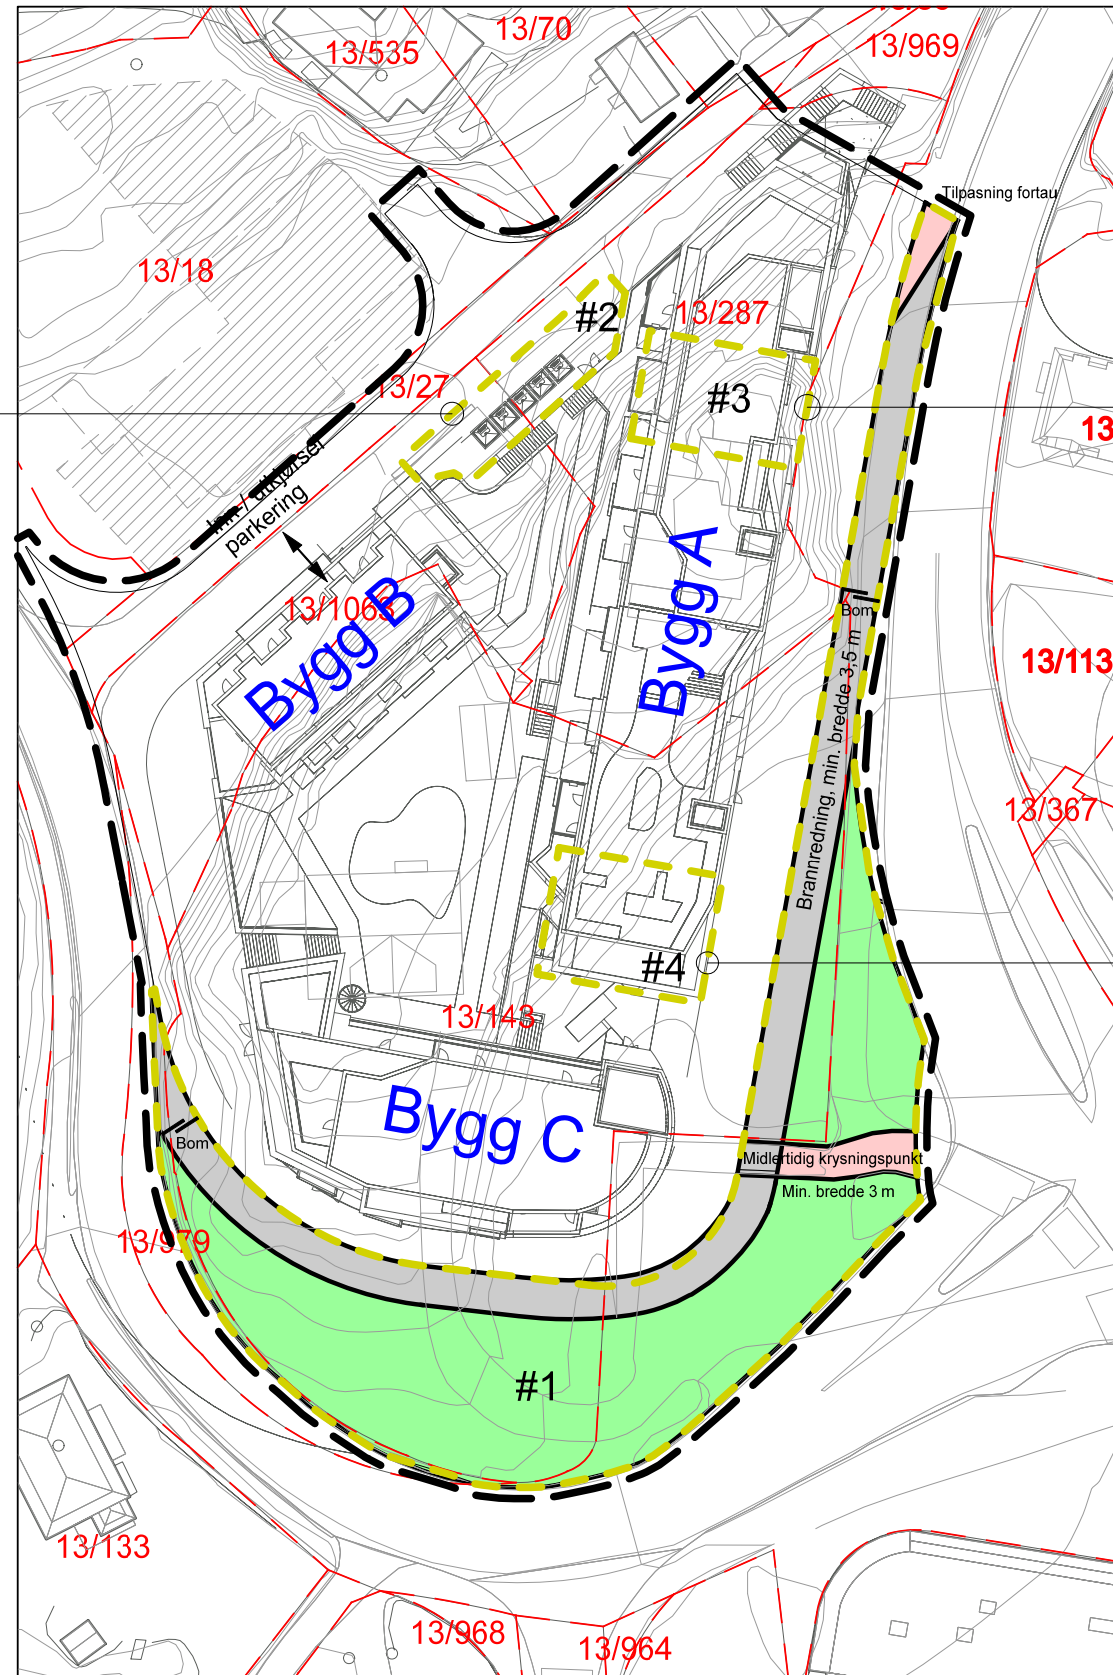 13/70
13/535
13/969
Tilpasning fortau
13/18
#2
13/287
13/27
#3
13
Inn-/ utkjørsel
parkering
Bygg A
13/1063
Bygg B
Bom
13/113
Brannredning, min. bredde 3,5 m
13/367
#4
13/143
Bygg C
Bom
Midlertidig krysningspunkt
Min. bredde 3 m
13/979
#1
13/133
13/968
13/964